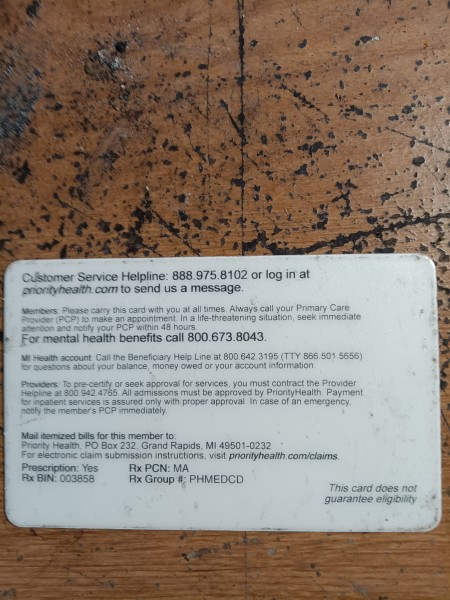 Customer Service Helpline: 888.975.8102 or log in at
priorityhealth.com to send us a message.
Members: Please carry this card with you at all times. Always call your Primary Care
Provider (PCP) to make an appointment. In a life-threatening situation, seek immediate
attention and notify your PCP within 48 hours.
For mental health benefits call 800.673.8043.
MI Health account: Call the Beneficiary Help Line at 800 642 3195 (TTY 866 501.5656)
for questions about your balance, money owed or your account information.
Providers: To pre-certify or seek approval for services, you must contract the Provider
Helpline at 800.942.4765. All admissions must be approved by PriorityHealth. Payment
for inpatient services is assured only with proper approval. In case of an emergency,
notify the member's PCP immediately.
Mail itemized bills for this member to:
Priority Health, PO Box 232, Grand Rapids, MI 49501-0232
For electronic claim submission instructions, visit priorityhealth.com/claims.
Prescription: Yes Rx PCN: MA
Rx BIN: 003858 Rx Group #: PHMEDCD
This card does not
guarantee eligibility